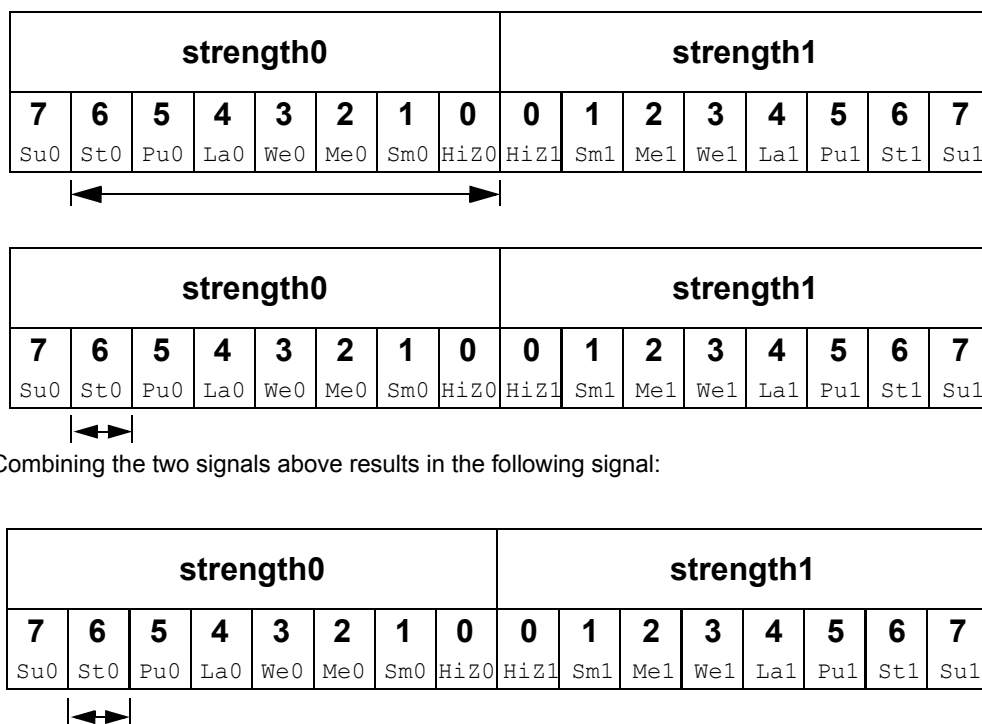 strength0 strength1
7 6 5 4 3 2 1 0 0 1 2 3 4 5 6 7
Su0 St0 Pu0 La0 We0 Me0 Sm0 HiZ0 HiZ1 Sm1 Me1 We1 La1 Pu1 St1 Su1
strength0 strength1
7 6 5 4 3 2 1 0 0 1 2 3 4 5 6 7
Su0 St0 Pu0 La0 We0 Me0 Sm0 HiZ0 HiZ1 Sm1 Me1 We1 La1 Pu1 St1 Su1
Combining the two signals above results in the following signal:
strength0 strength1
7 6 5 4 3 2 1 0 0 1 2 3 4 5 6 7
Su0 St0 Pu0 La0 We0 Me0 Sm0 HiZ0 HiZ1 Sm1 Me1 We1 La1 Pu1 St1 Su1